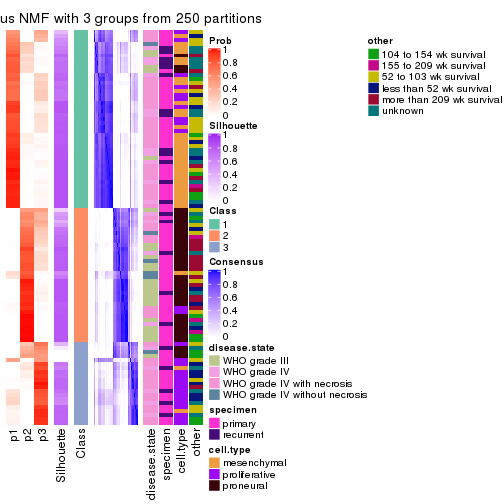 us NMF with 3 groups from 250 partitions
Prob
1
0.8
0.6
0.4
0.2
0
Silhouette
1
0.8
0.6
0.4
0.2
0
Class
1
2
3
Consensus
1
0.8
0.6
0.4
0.2
0
disease.state
WHO grade III
WHO grade IV
WHO grade IV with necrosis
WHO grade IV without necrosis
specimen
primary
recurrent
cell.type
mesenchymal
proliferative
proneural
other
104 to 154 wk survival
155 to 209 wk survival
52 to 103 wk survival
less than 52 wk survival
more than 209 wk survival
unknown
p1
p2
p3
Silhouette
Class
disease.state
specimen
cell.type
other